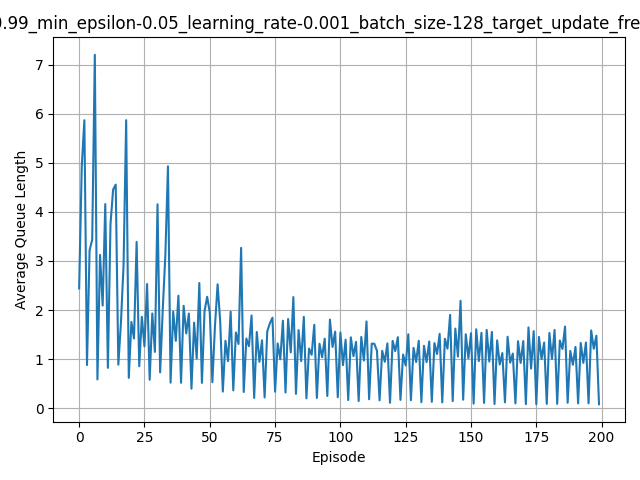 0.99_min_epsilon-0.05_learning_rate-0.001_batch_size-128_target_update_fre
7
6
5
4
3
2
1
0
Average Queue Length
0 25 50 75 100 125 150 175 200
Episode